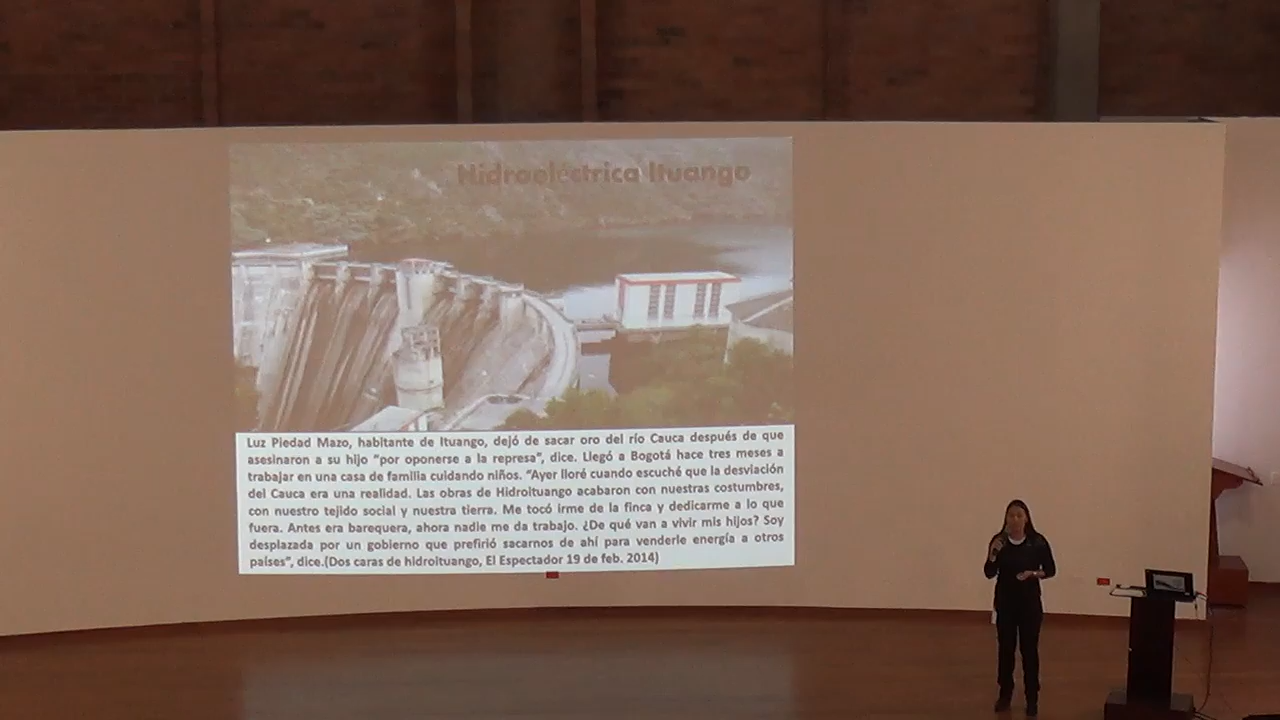 Hidroeléctrica Ituango
Luz Piedad Mazo, habitante de Ituango, dejó de sacar oro del río Cauca después de que
asesinaron a su hijo "por oponerse a la represa", dice. Llegó a Bogotá hace tres meses a
trabajar en una casa de familia cuidando niños. "Ayer lloré cuando escuché que la desviación
del Cauca era una realidad. Las obras de Hidroituango acabaron con nuestras costumbres,
con nuestro tejido social y nuestra tierra. Me tocó irme de la finca y dedicarme a lo que
fuera. Antes era barequera, ahora nadie me da trabajo. ¿De qué van a vivir mis hijos? Soy
desplazada por un gobierno que prefirió sacarnos de ahí para venderle energía a otros
países", dice.(Dos caras de hidroituango, El Espectador 19 de feb. 2014)